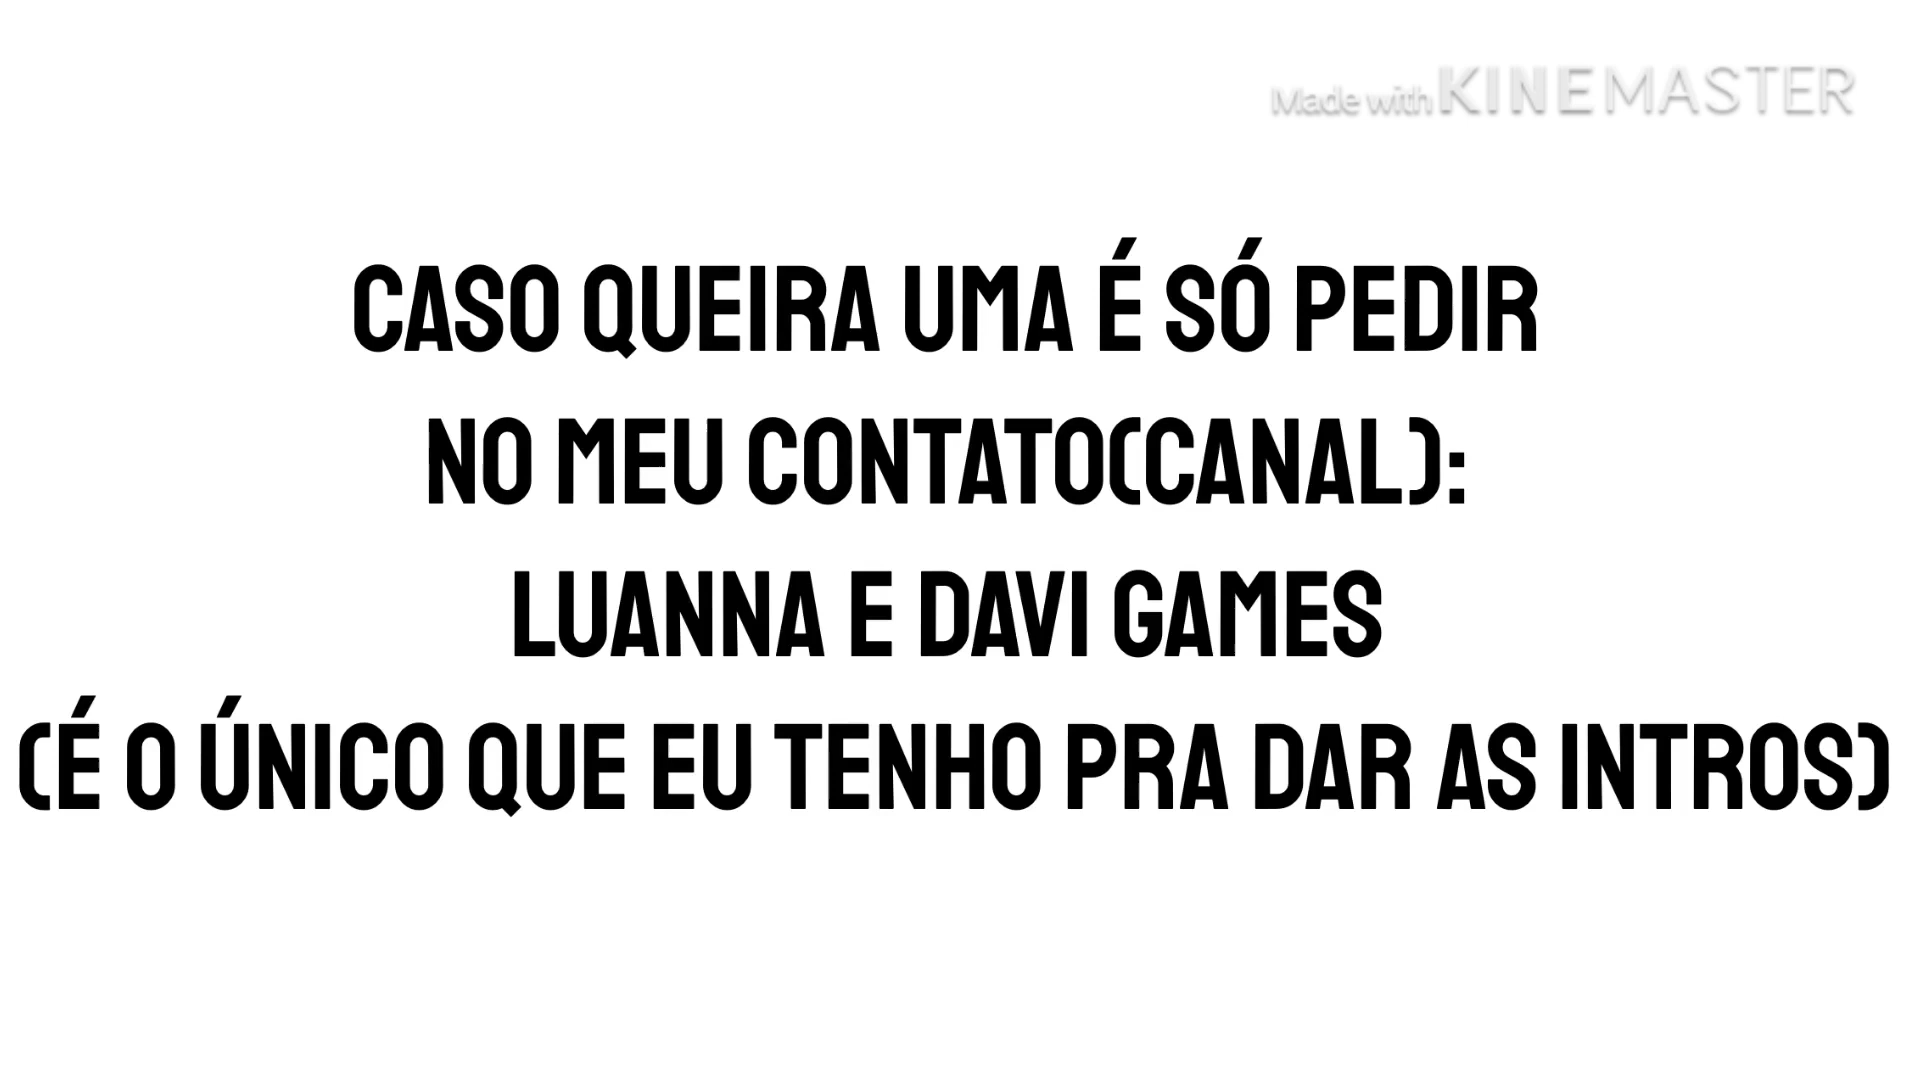 Made with KINEMASTER
CASO QUEIRA UMA É SÓ PEDIR
NO MEU CONTATO(CANAL):
LUANNA E DAVI GAMES
(É O ÚNICO QUE EU TENHO PRA DAR AS INTROS)